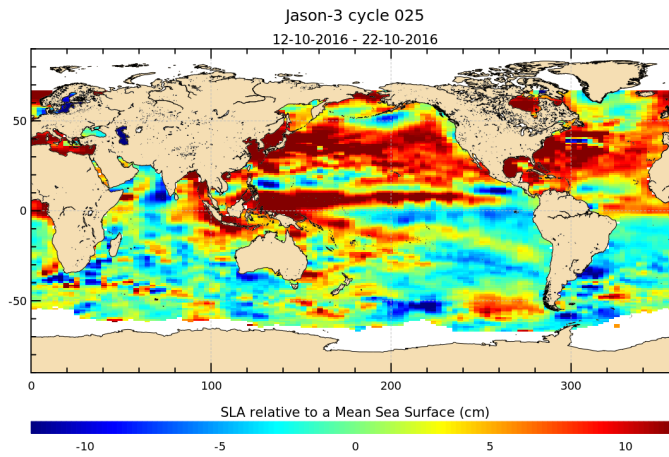 Jason-3 cycle 025
12-10-2016 - 22-10-2016
50
0
-50
0 100 200 300
SLA relative to a Mean Sea Surface (cm)
-10 -5 0 5 10